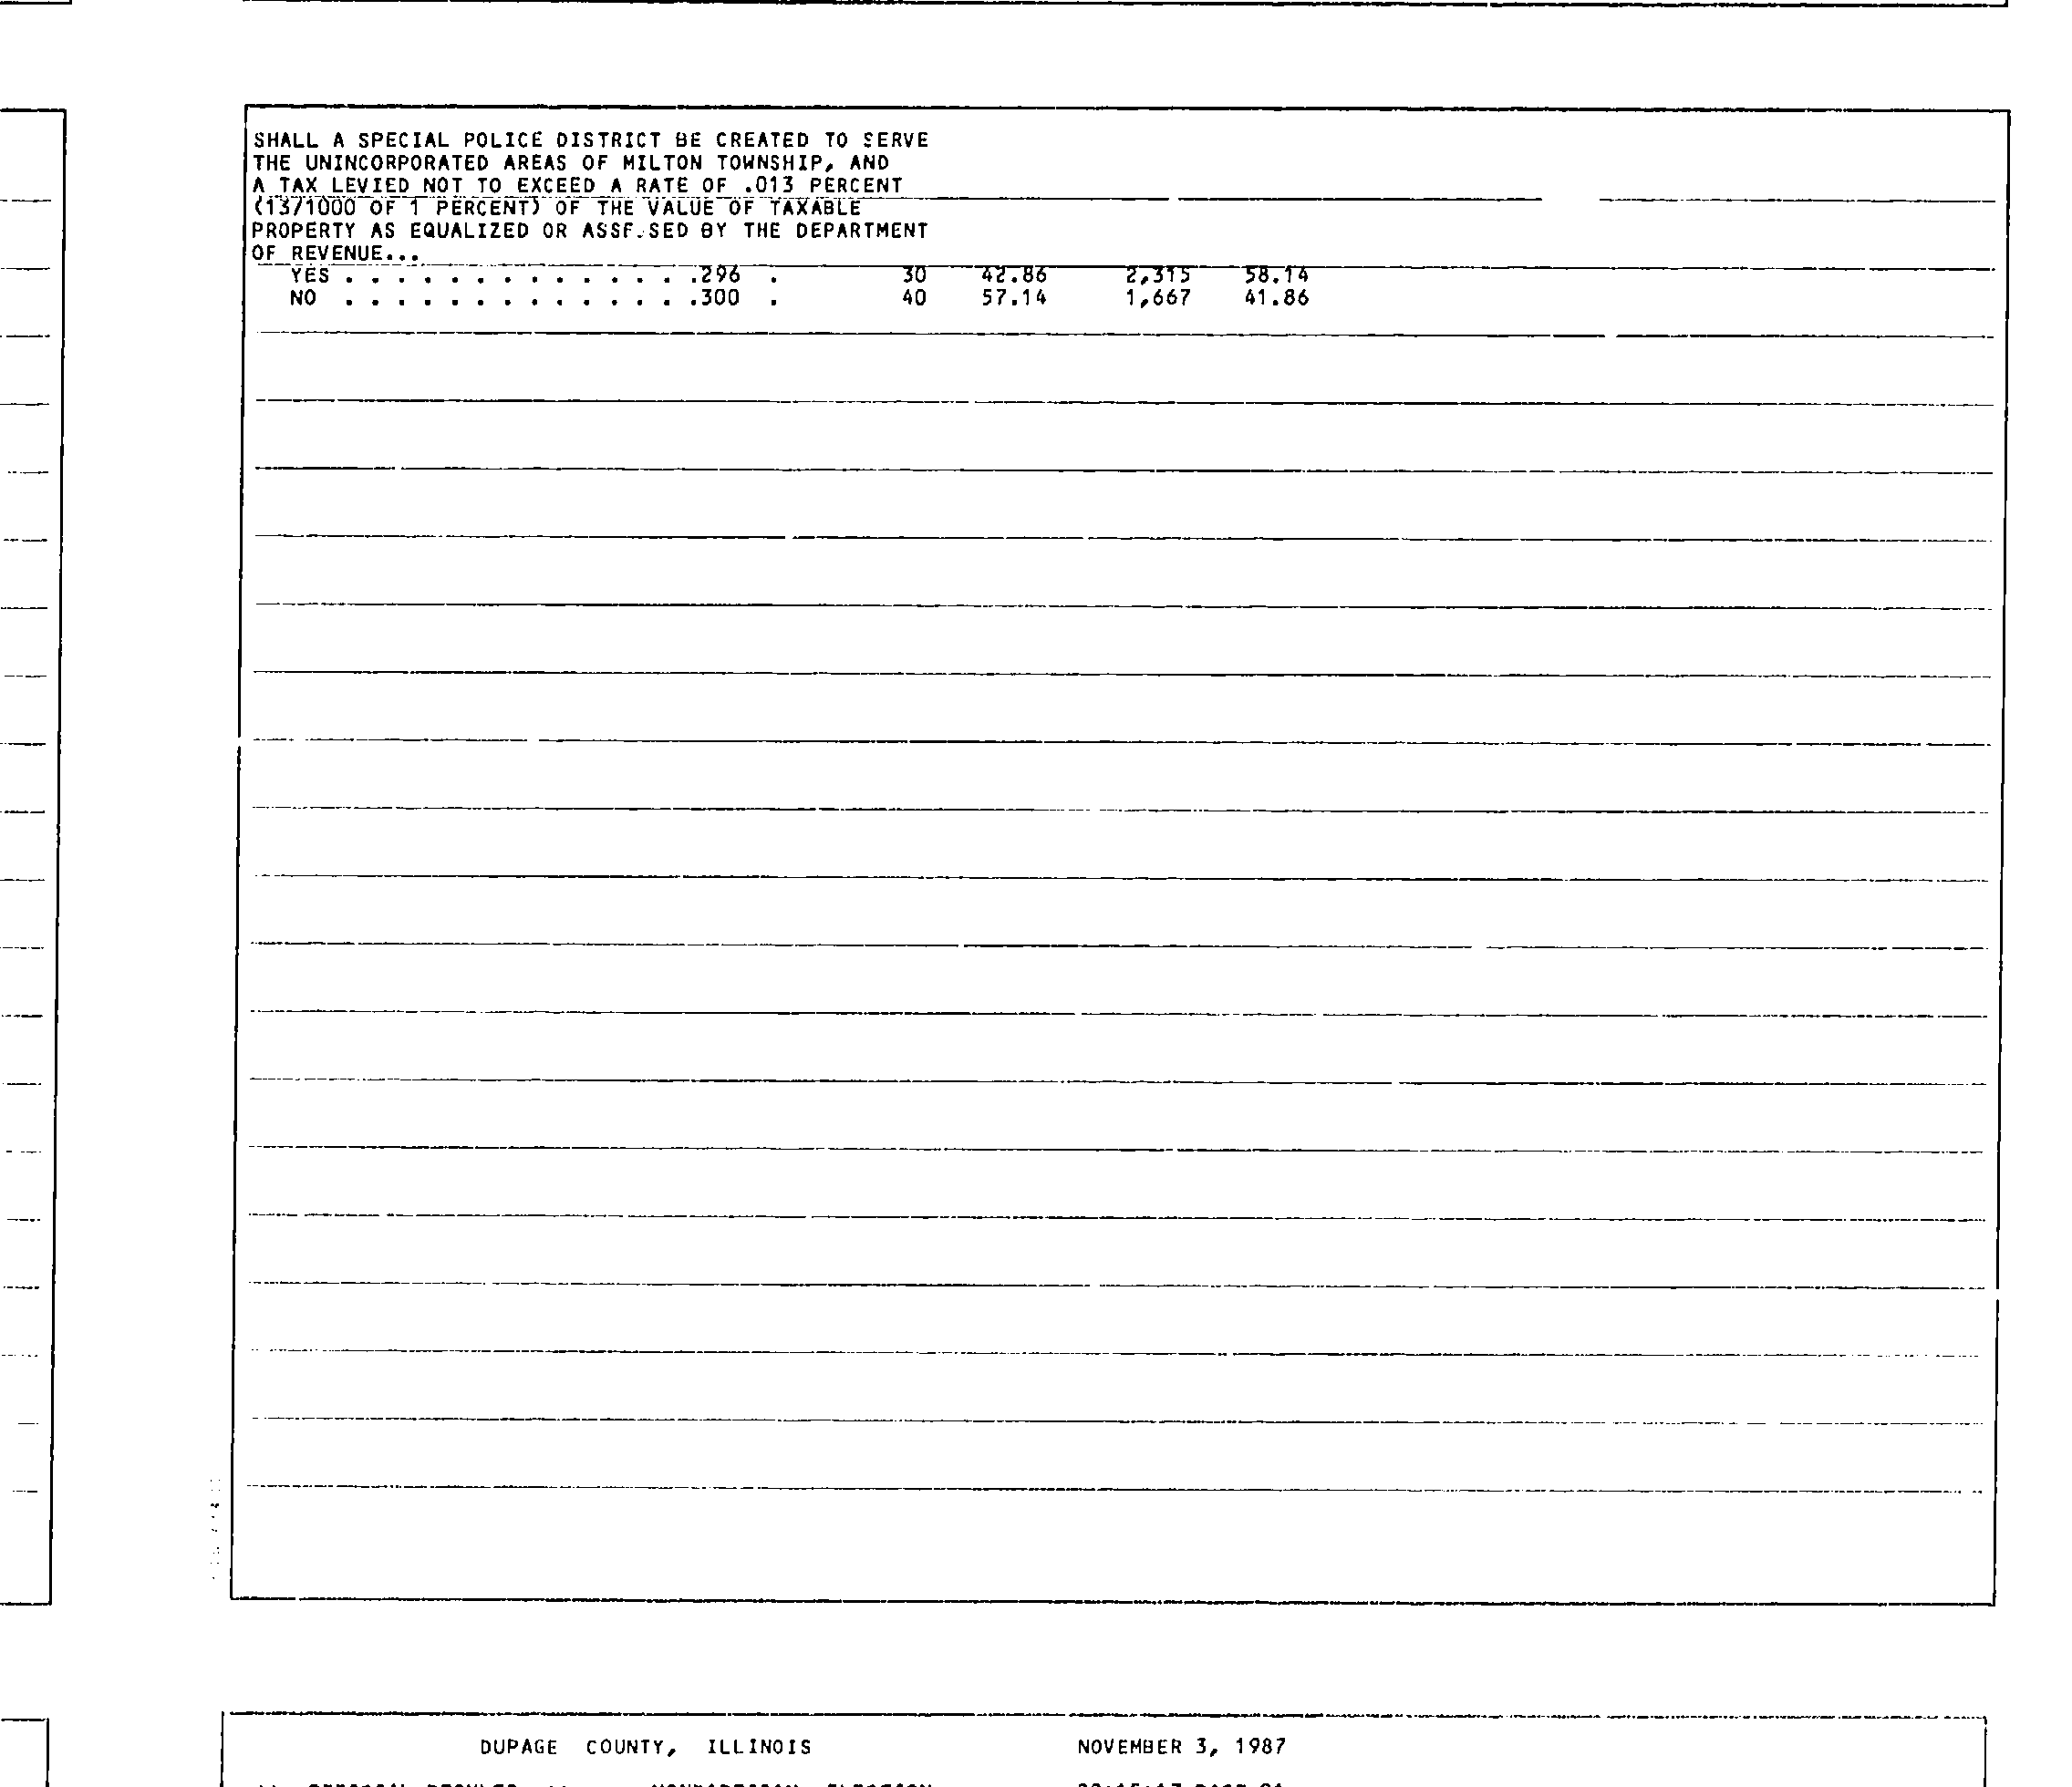 SHALL A SPECIAL POLICE DISTRICT BE CREATED TO SERVE
THE UNINCORPORATED AREAS OF MILTON TOWNSHIP, AND
A TAX LEVIED NOT TO EXCEED A RATE OF .013 PERCENT
(13/1000 OF 1 PERCENT) OF THE VALUE OF TAXABLE
PROPERTY AS EQUALIZED OR ASSESSED BY THE DEPARTMENT
OF REVENUE...
YES . . . . . . . . . . . . . .296 . 30 42.86 2,315 58.14
NO . . . . . . . . . . . . . .300 . 40 57.14 1,667 41.86
DUPAGE COUNTY, ILLINOIS NOVEMBER 3, 1987